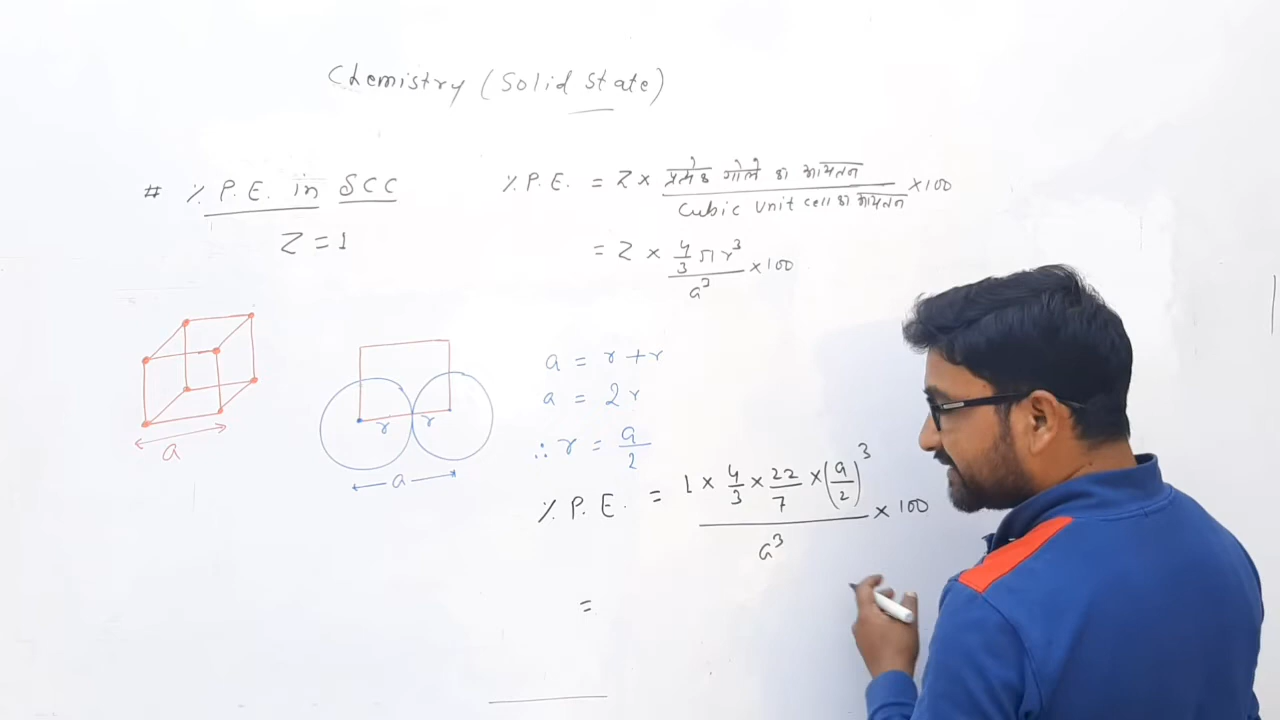 Chemistry (Solid State)
# % P.E. in SCC
Z = 1
% P.E. = Z × प्रत्येक गोले का आयतन / Cubic Unit cell का आयतन × 100
= Z × 4/3 π r³ / a³ × 100
a = r + r
a = 2r
∴ r = a/2
a
r r
a
% P.E. = 1 × 4/3 × 22/7 × (a/2)³ / a³ × 100
=